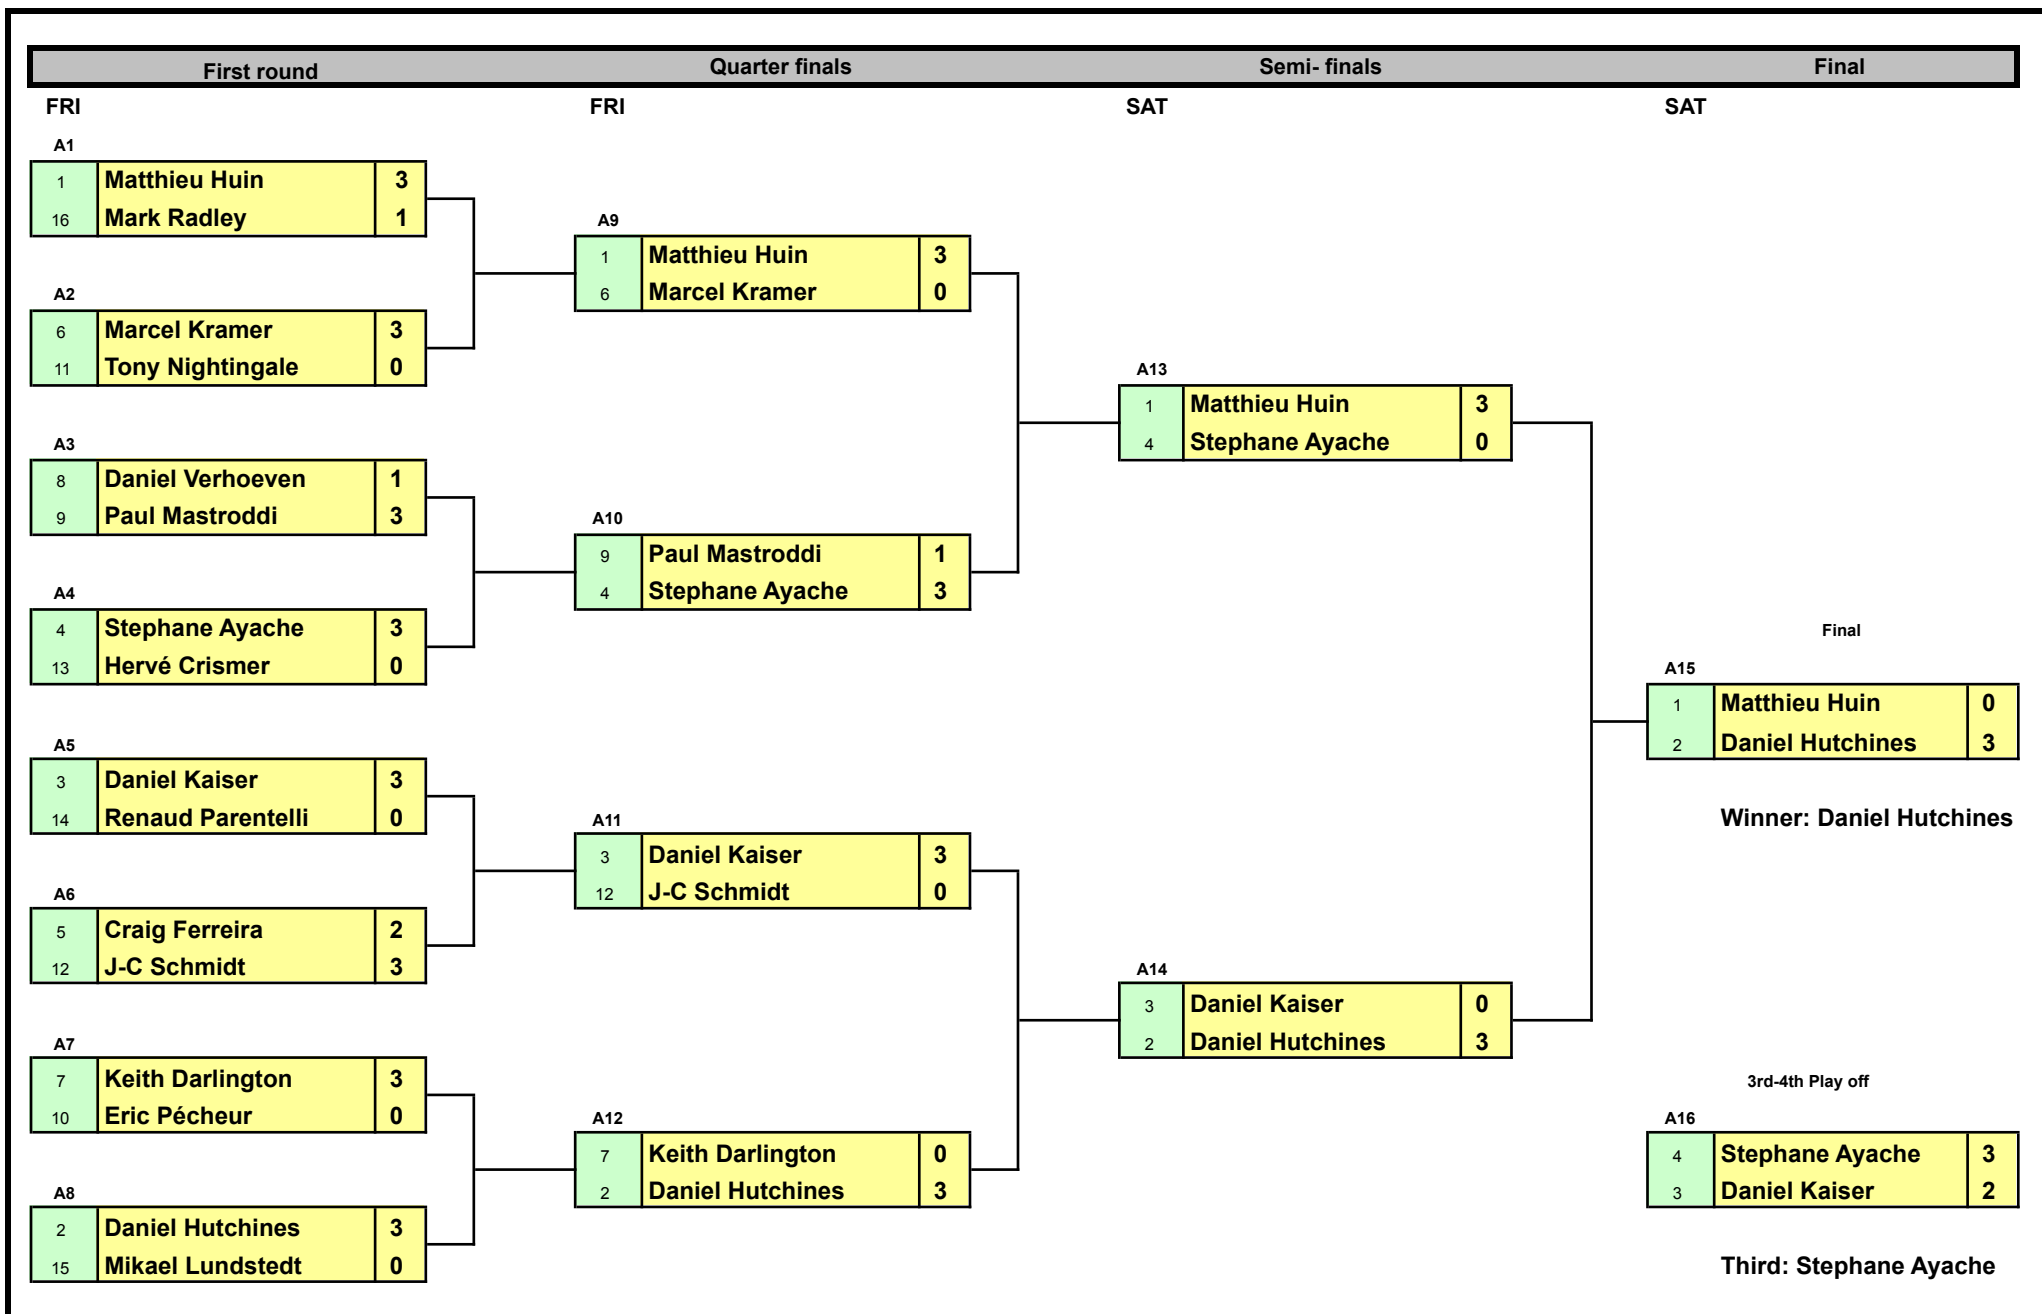 First round Quarter finals Semi- finals Final
FRI FRI SAT SAT
A1
1 Matthieu Huin 3
16 Mark Radley 1
A2
6 Marcel Kramer 3
11 Tony Nightingale 0
A3
8 Daniel Verhoeven 1
9 Paul Mastroddi 3
A4
4 Stephane Ayache 3
13 Hervé Crismer 0
A5
3 Daniel Kaiser 3
14 Renaud Parentelli 0
A6
5 Craig Ferreira 2
12 J-C Schmidt 3
A7
7 Keith Darlington 3
10 Eric Pécheur 0
A8
2 Daniel Hutchines 3
15 Mikael Lundstedt 0
A9
1 Matthieu Huin 3
6 Marcel Kramer 0
A10
9 Paul Mastroddi 1
4 Stephane Ayache 3
A11
3 Daniel Kaiser 3
12 J-C Schmidt 0
A12
7 Keith Darlington 0
2 Daniel Hutchines 3
A13
1 Matthieu Huin 3
4 Stephane Ayache 0
A14
3 Daniel Kaiser 0
2 Daniel Hutchines 3
Final
A15
1 Matthieu Huin 0
2 Daniel Hutchines 3
Winner: Daniel Hutchines
3rd-4th Play off
A16
4 Stephane Ayache 3
3 Daniel Kaiser 2
Third: Stephane Ayache